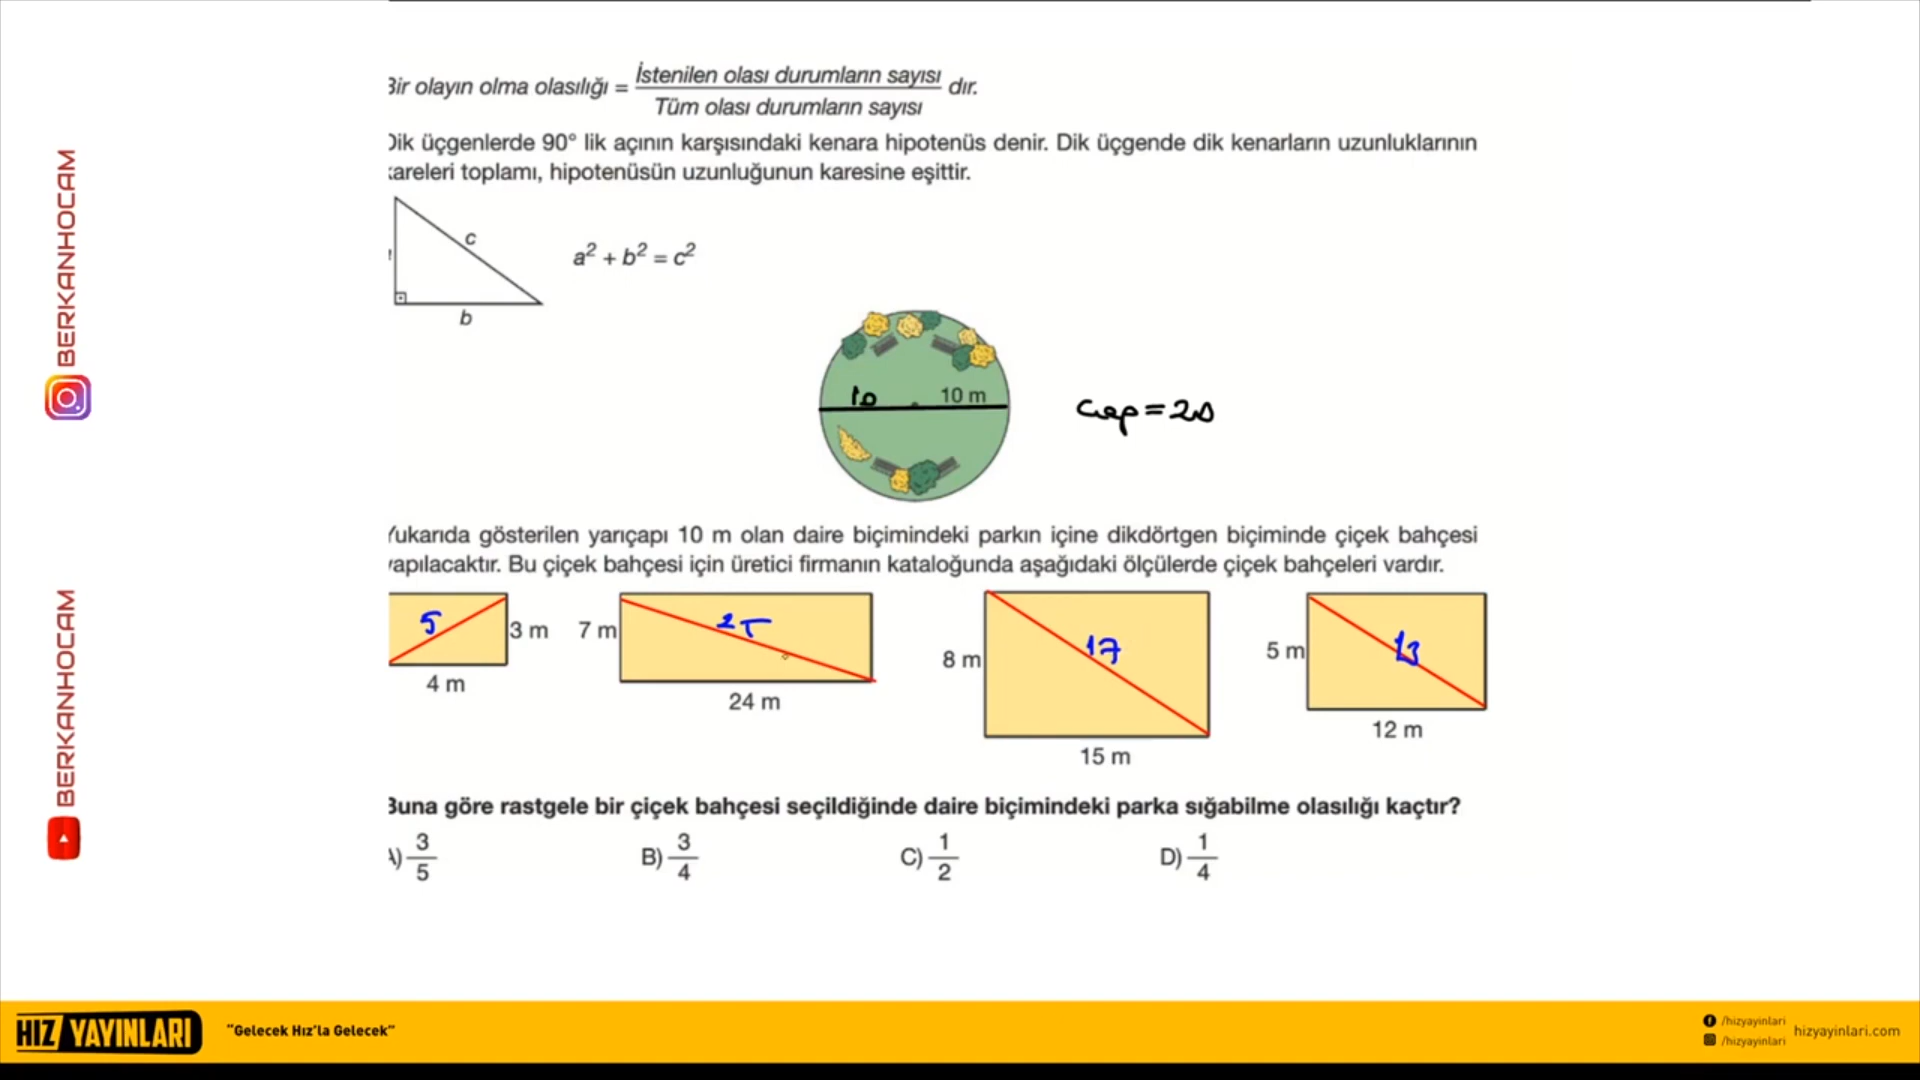 Bir olayın olma olasılığı = İstenilen olası durumların sayısı / Tüm olası durumların sayısı dır.
Dik üçgenlerde 90° lik açının karşısındaki kenara hipotenüs denir. Dik üçgende dik kenarların uzunluklarının
kareleri toplamı, hipotenüsün uzunluğunun karesine eşittir.
c
a² + b² = c²
b
10
10 m
Çap = 20
Yukarıda gösterilen yarıçapı 10 m olan daire biçimindeki parkın içine dikdörtgen biçiminde çiçek bahçesi
yapılacaktır. Bu çiçek bahçesi için üretici firmanın kataloğunda aşağıdaki ölçülerde çiçek bahçeleri vardır.
5
3 m
4 m
7 m
25
24 m
8 m
17
15 m
5 m
13
12 m
Buna göre rastgele bir çiçek bahçesi seçildiğinde daire biçimindeki parka sığabilme olasılığı kaçtır?
A) 3/5
B) 3/4
C) 1/2
D) 1/4
BERKANHOCAM
BERKANHOCAM
HIZ YAYINLARI
"Gelecek Hız'la Gelecek"
/hizyayinlari
/hizyayinlari
hizyayinlari.com